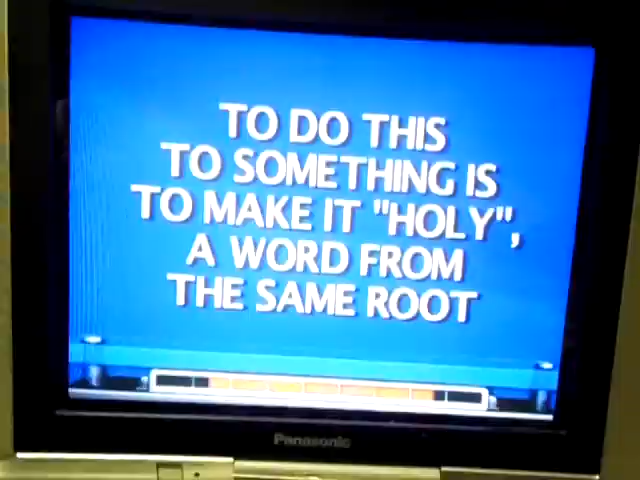 TO DO THIS
TO SOMETHING IS
TO MAKE IT "HOLY",
A WORD FROM
THE SAME ROOT
Panasonic